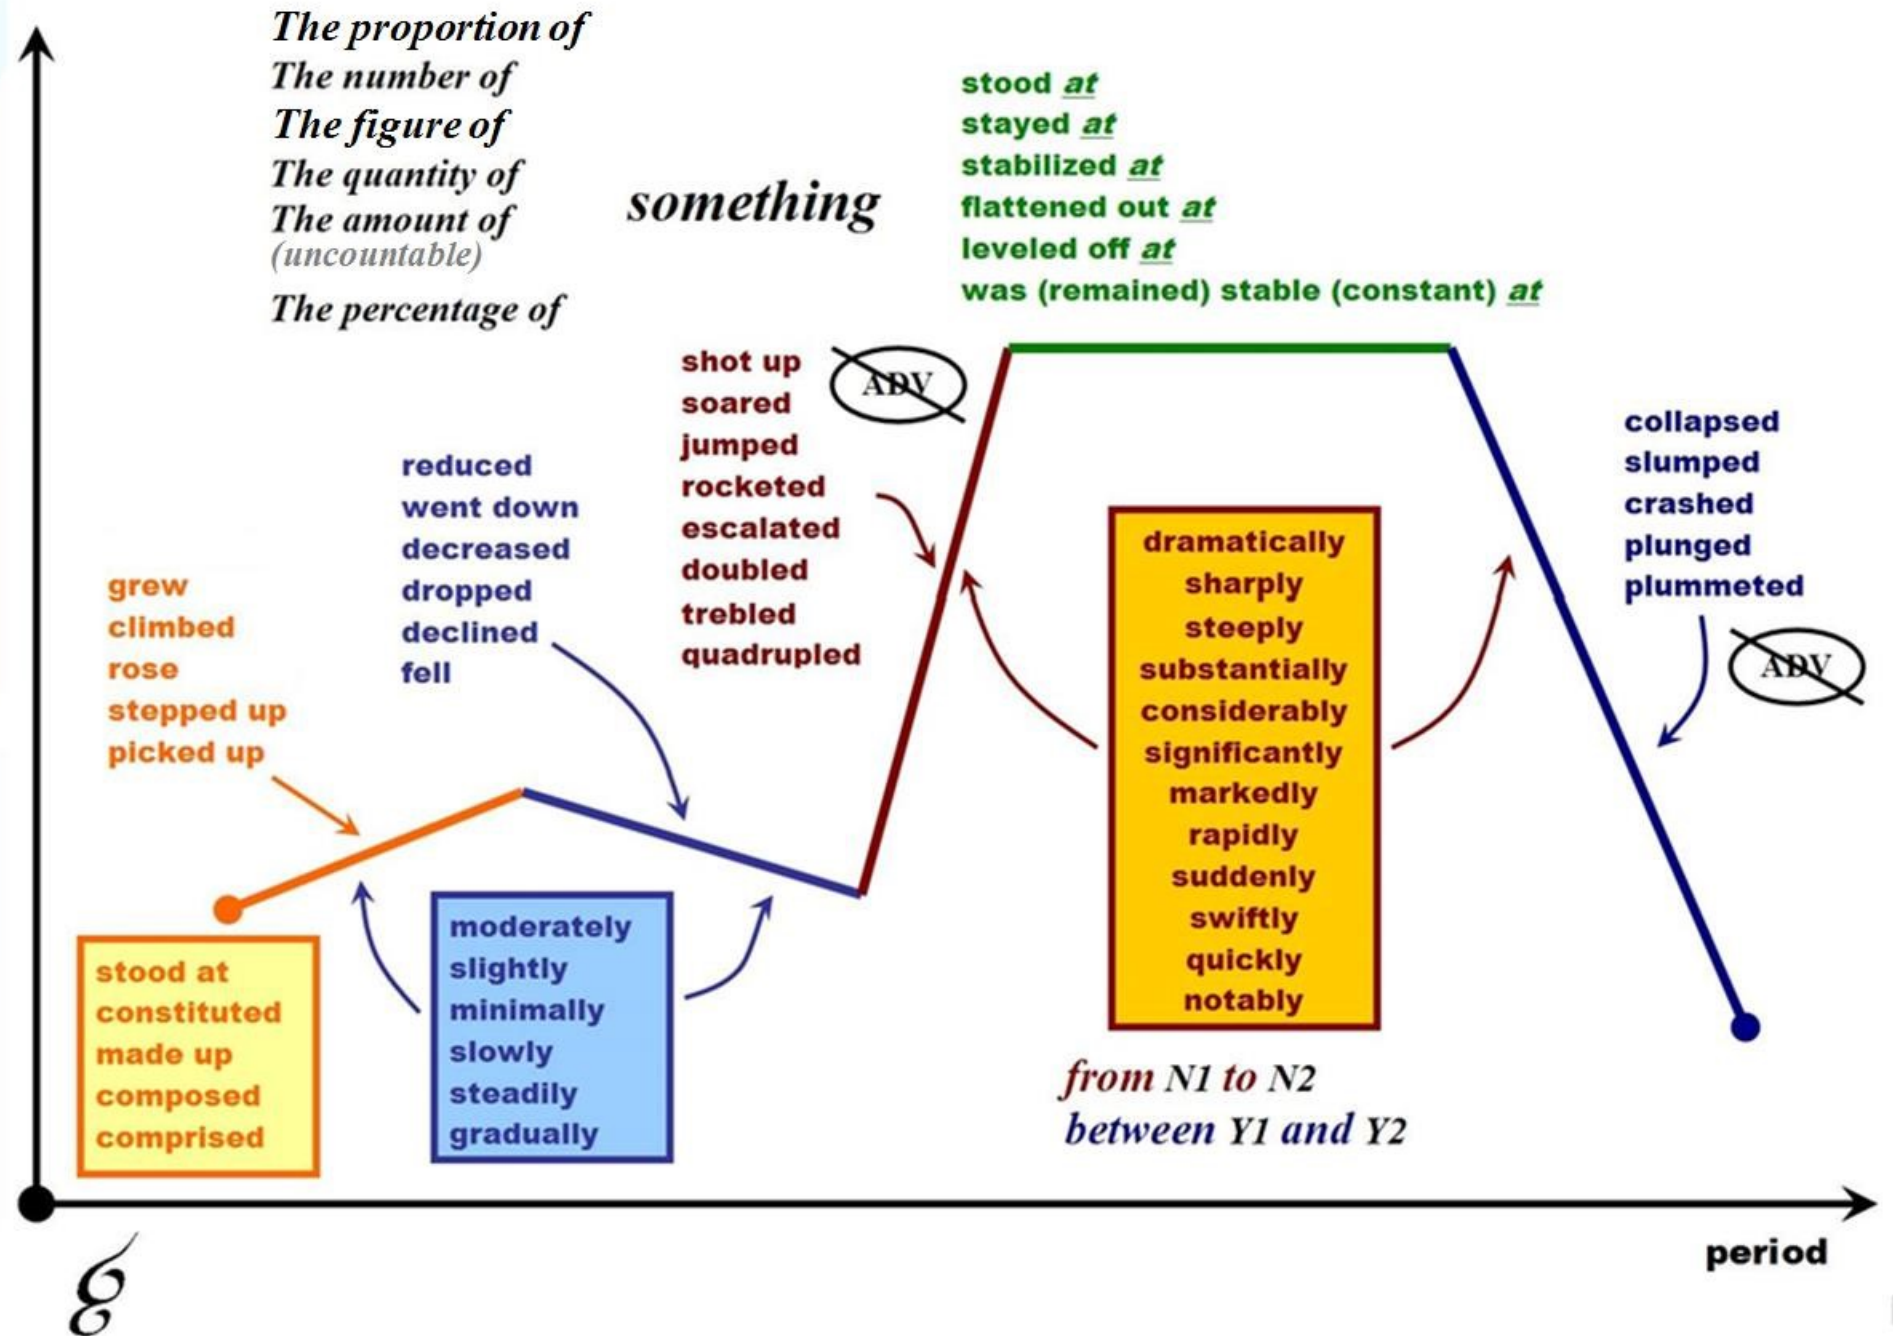 The proportion of
The number of
The figure of
The quantity of
The amount of
(uncountable)
The percentage of
something
stood at
stayed at
stabilized at
flattened out at
leveled off at
was (remained) stable (constant) at
shot up
soared
jumped
rocketed
escalated
doubled
trebled
quadrupled
ADV
reduced
went down
decreased
dropped
declined
fell
grew
climbed
rose
stepped up
picked up
collapsed
slumped
crashed
plunged
plummeted
ADV
dramatically
sharply
steeply
substantially
considerably
significantly
markedly
rapidly
suddenly
swiftly
quickly
notably
stood at
constituted
made up
composed
comprised
moderately
slightly
minimally
slowly
steadily
gradually
from N1 to N2
between Y1 and Y2
period